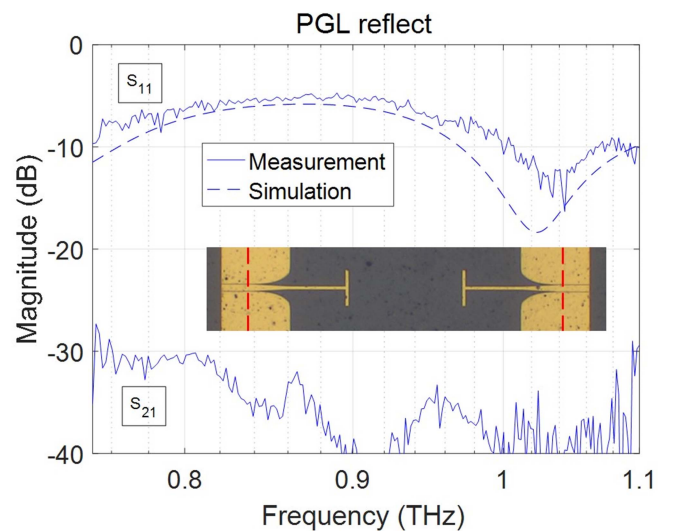 PGL reflect
0
-10
-20
-30
-40
Magnitude (dB)
S11
Measurement
Simulation
S21
0.8
0.9
1
1.1
Frequency (THz)